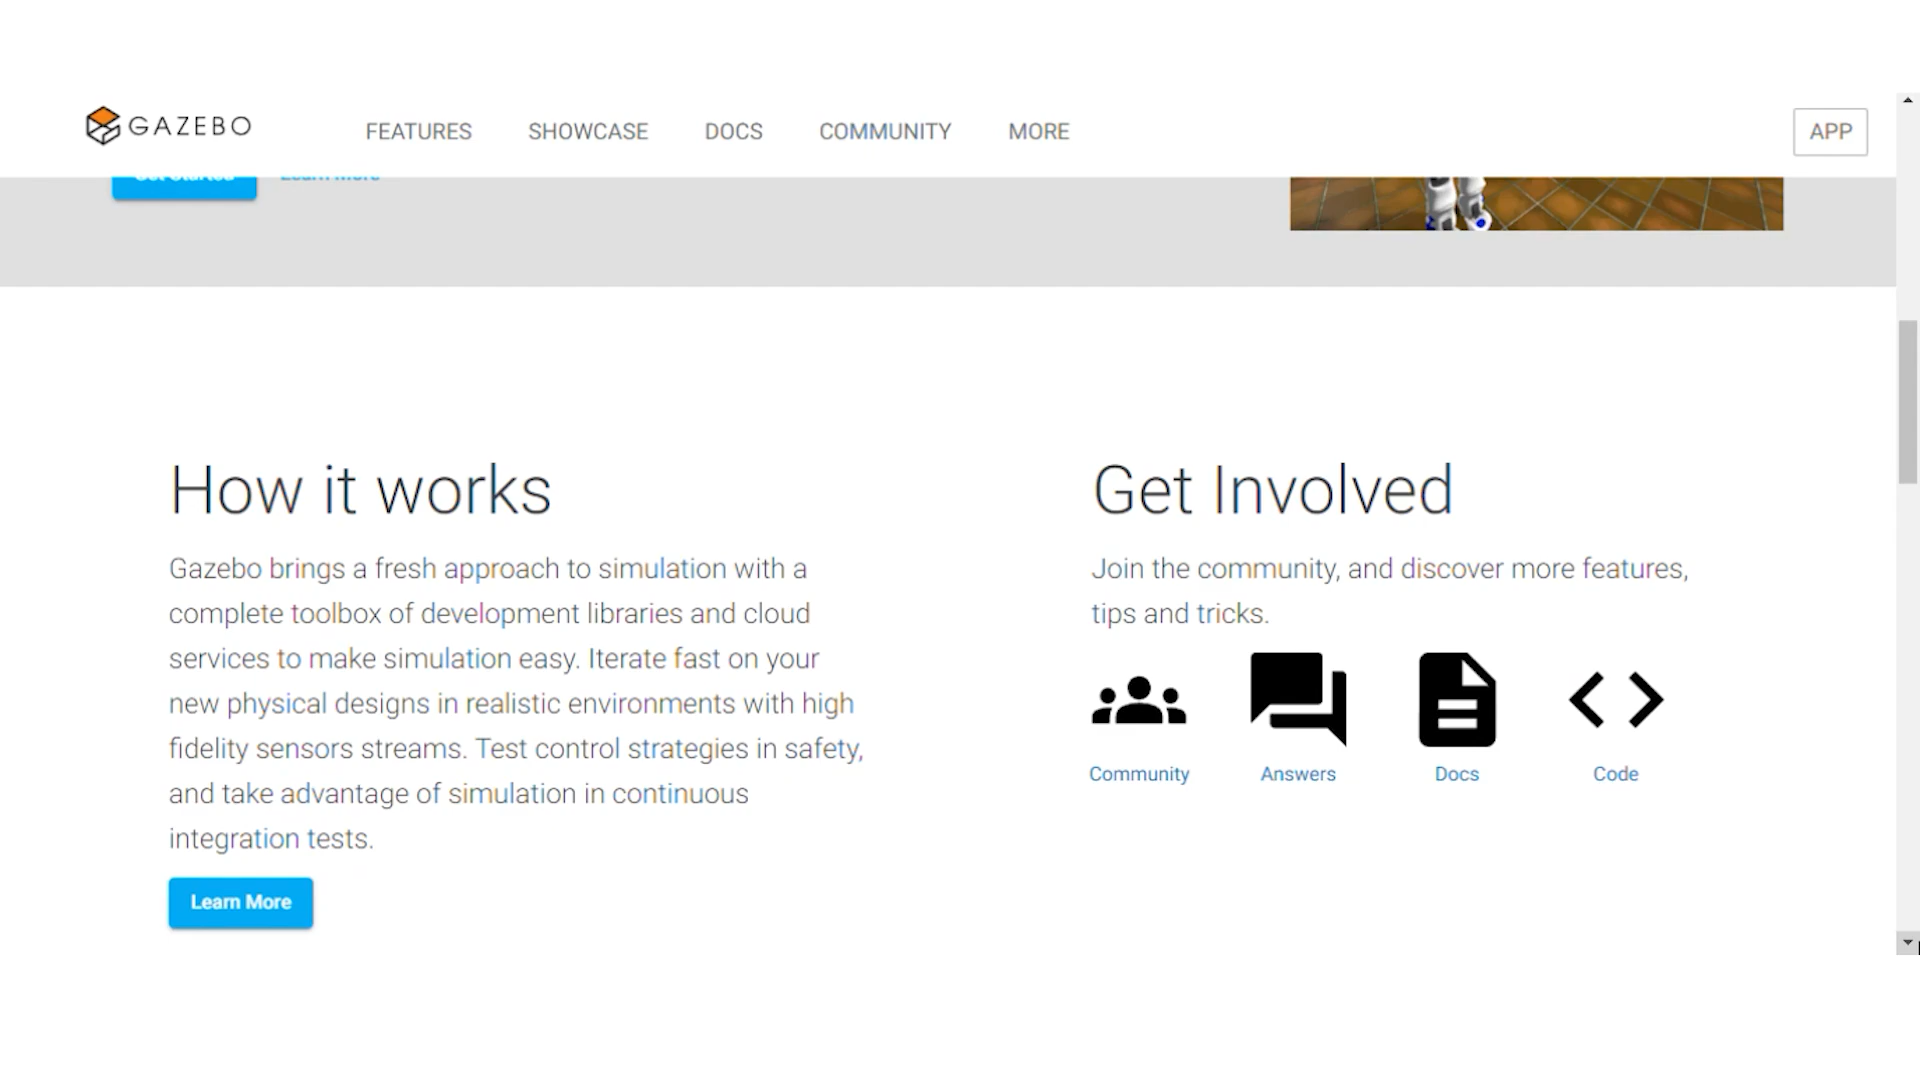 GAZEBO
FEATURES
SHOWCASE
DOCS
COMMUNITY
MORE
APP
Get Started
Learn More
How it works
Gazebo brings a fresh approach to simulation with a
complete toolbox of development libraries and cloud
services to make simulation easy. Iterate fast on your
new physical designs in realistic environments with high
fidelity sensors streams. Test control strategies in safety,
and take advantage of simulation in continuous
integration tests.
Learn More
Get Involved
Join the community, and discover more features,
tips and tricks.
Community
Answers
Docs
Code